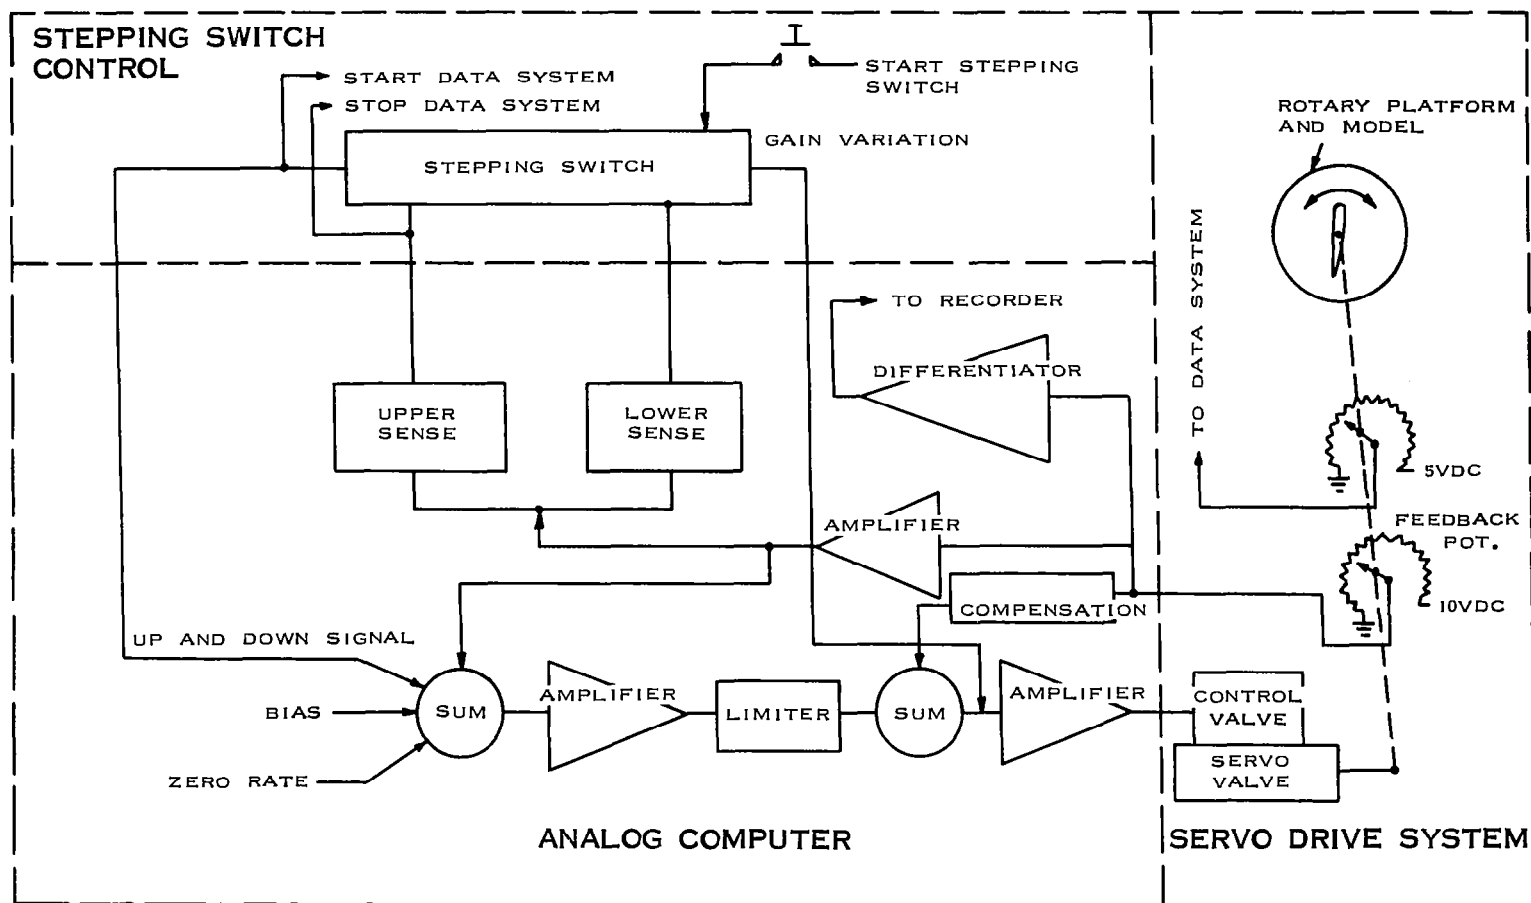 STEPPING SWITCH
CONTROL
START DATA SYSTEM
STOP DATA SYSTEM
START STEPPING
SWITCH
GAIN VARIATION
STEPPING SWITCH
ROTARY PLATFORM
AND MODEL
TO DATA SYSTEM
TO RECORDER
DIFFERENTIATOR
UPPER
SENSE
LOWER
SENSE
5VDC
AMPLIFIER
FEEDBACK
POT.
COMPENSATION
10VDC
UP AND DOWN SIGNAL
BIAS
ZERO RATE
SUM
AMPLIFIER
LIMITER
SUM
AMPLIFIER
CONTROL
VALVE
SERVO
VALVE
ANALOG COMPUTER
SERVO DRIVE SYSTEM